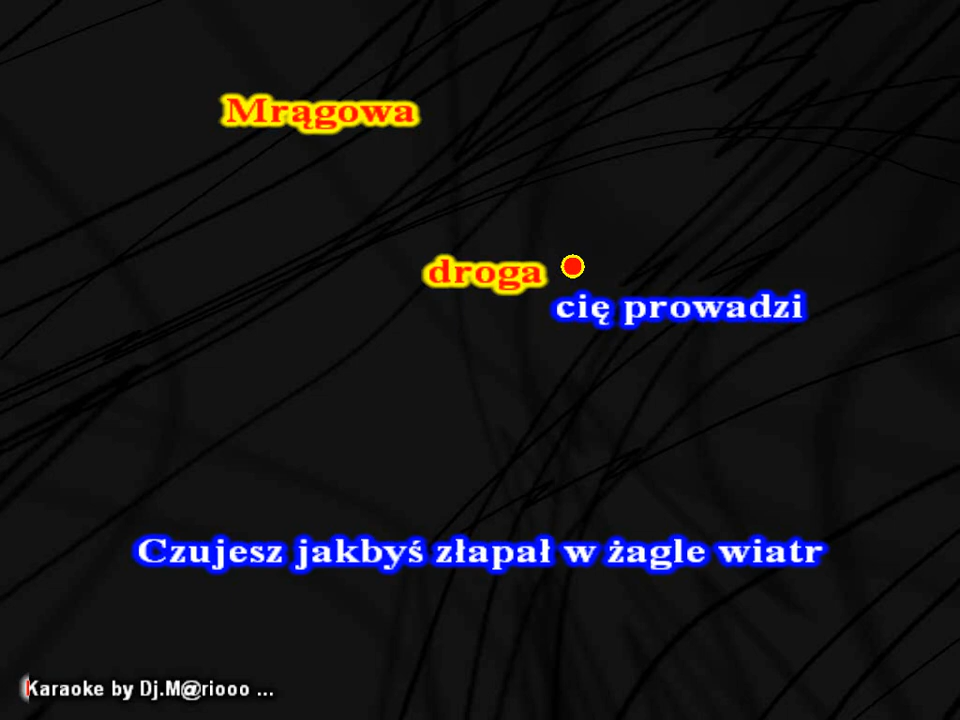 Mrągowa
droga
cię prowadzi
Czujesz jakbyś złapał w żagle wiatr
Karaoke by Dj.M@riooo ...